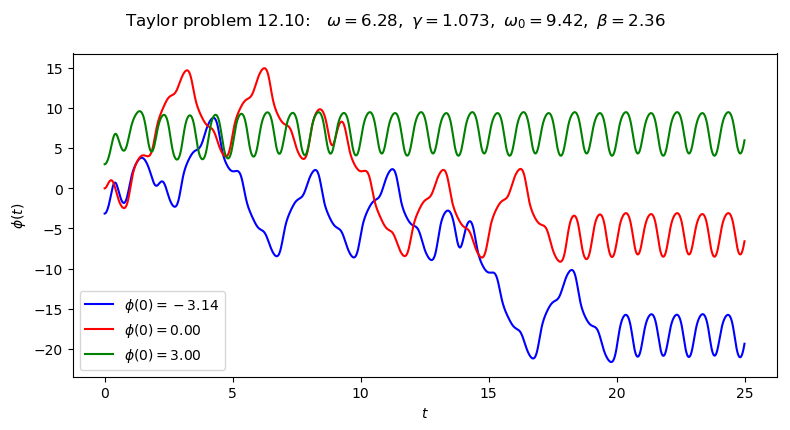 Taylor problem 12.10: ω = 6.28, γ = 1.073, ω₀ = 9.42, β = 2.36
15
10
5
0
−5
−10
−15
−20
ϕ(t)
ϕ(0) = −3.14
ϕ(0) = 0.00
ϕ(0) = 3.00
0 5 10 15 20 25
t